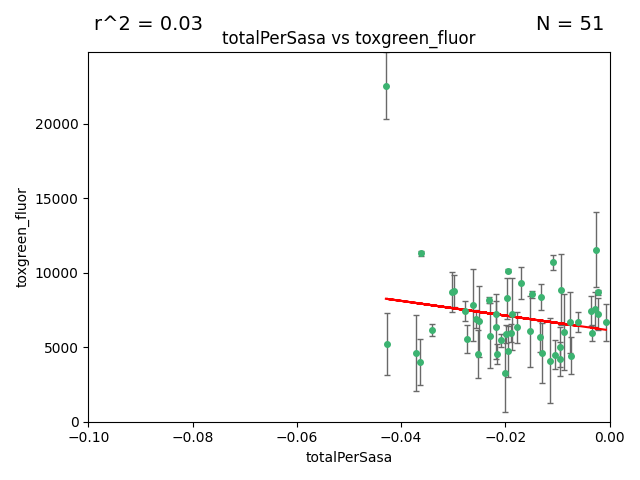 r^2 = 0.03 N = 51
totalPerSasa vs toxgreen_fluor
20000
15000
10000
5000
0
toxgreen_fluor
−0.10 −0.08 −0.06 −0.04 −0.02 0.00
totalPerSasa